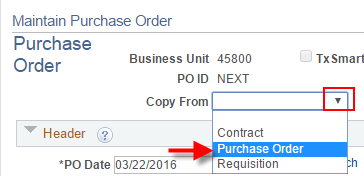 Maintain Purchase Order
Purchase Order
Business Unit 45800
TxSmart
PO ID NEXT
Copy From
Contract
Purchase Order
Requisition
Header ?
*PO Date 03/22/2016